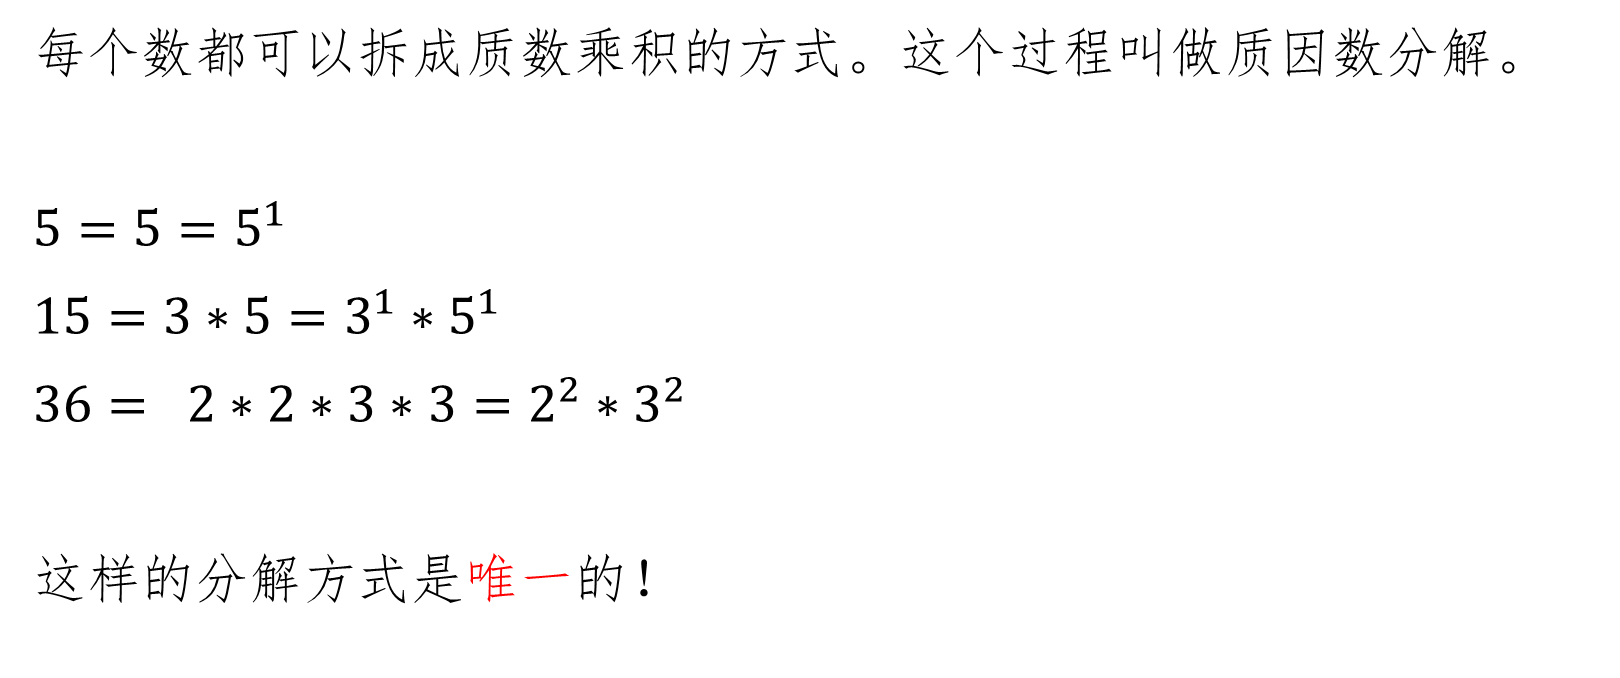 每个数都可以拆成质数乘积的方式。这个过程叫做质因数分解。
5 = 5 = 5¹
15 = 3 * 5 = 3¹ * 5¹
36 = 2 * 2 * 3 * 3 = 2² * 3²
这样的分解方式是唯一的！